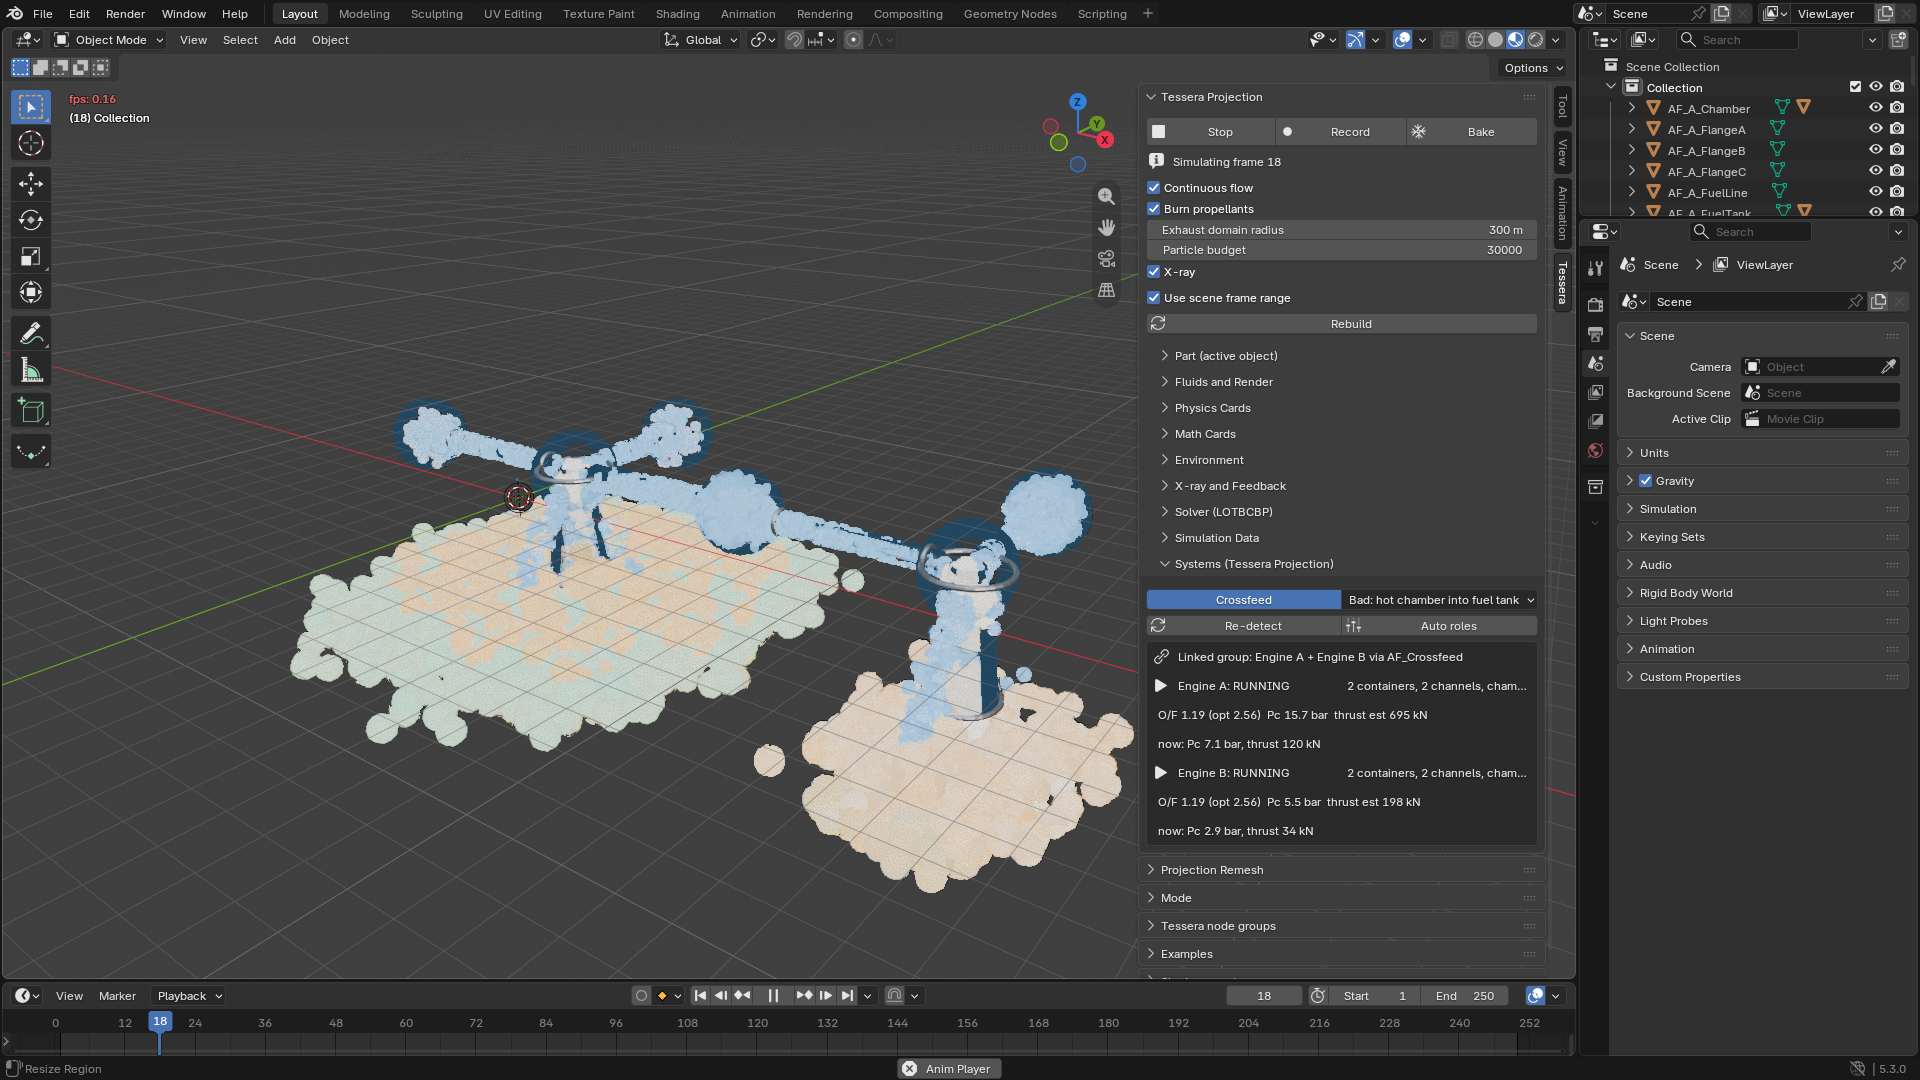 File Edit Render Window Help Layout Modeling Sculpting UV Editing Texture Paint Shading Animation Rendering Compositing Geometry Nodes Scripting Scene ViewLayer
Object Mode View Select Add Object Global Search
Options
fps: 0.16
(18) Collection
Z
Y
X
Tessera Projection
Stop Record Bake
Simulating frame 18
Continuous flow
Burn propellants
Exhaust domain radius 300 m
Particle budget 30000
X-ray
Use scene frame range
Rebuild
Part (active object)
Fluids and Render
Physics Cards
Math Cards
Environment
X-ray and Feedback
Solver (LOTBCBP)
Simulation Data
Systems (Tessera Projection)
Crossfeed Bad: hot chamber into fuel tank
Re-detect Auto roles
Linked group: Engine A + Engine B via AF_Crossfeed
Engine A: RUNNING 2 containers, 2 channels, cham...
O/F 1.19 (opt 2.56) Pc 15.7 bar thrust est 695 kN
now: Pc 7.1 bar, thrust 120 kN
Engine B: RUNNING 2 containers, 2 channels, cham...
O/F 1.19 (opt 2.56) Pc 5.5 bar thrust est 198 kN
now: Pc 2.9 bar, thrust 34 kN
Projection Remesh
Mode
Tessera node groups
Examples
Tool
View
Animation
Tessera
Scene Collection
Collection
AF_A_Chamber
AF_A_FlangeA
AF_A_FlangeB
AF_A_FlangeC
AF_A_FuelLine
AF_A_FuelTank
Search
Scene ViewLayer
Scene
Scene
Camera Object
Background Scene Scene
Active Clip Movie Clip
Units
Gravity
Simulation
Keying Sets
Audio
Rigid Body World
Light Probes
Animation
Custom Properties
View Marker Playback 18 Start 1 End 250
0 12 18 24 36 48 60 72 84 96 108 120 132 144 156 168 180 192 204 216 228 240 252
Resize Region Anim Player 5.3.0